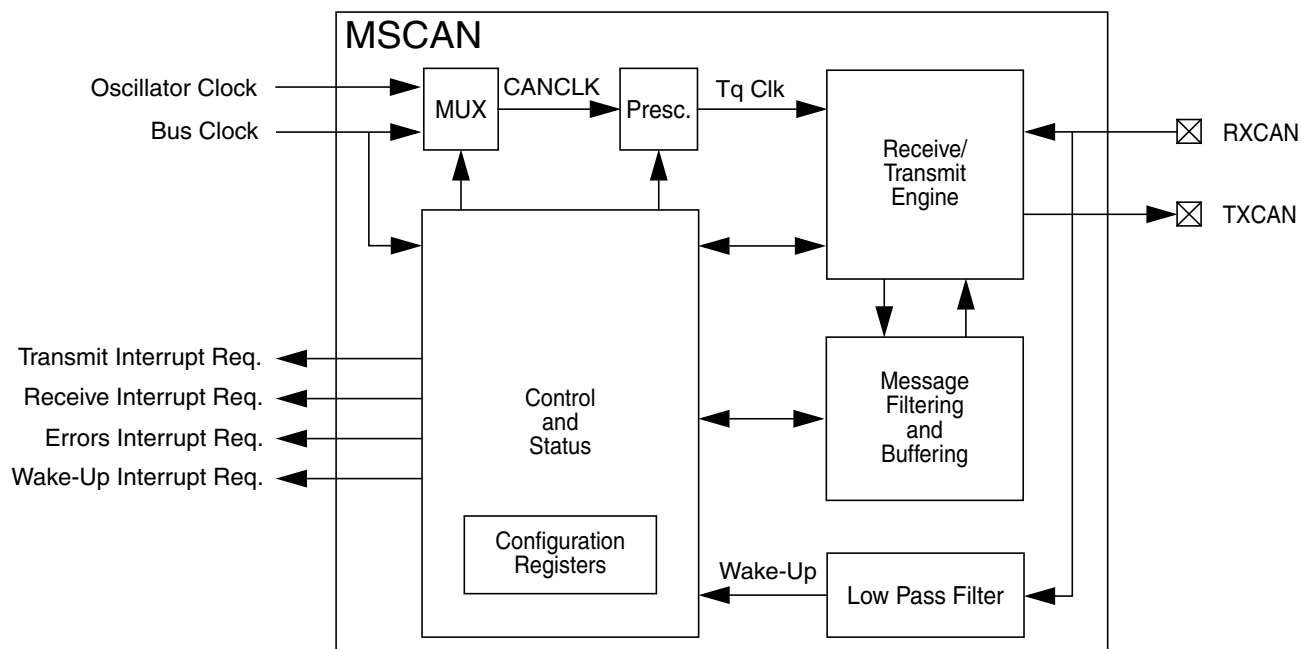 MSCAN
Oscillator Clock
Bus Clock
MUX
CANCLK
Presc.
Tq Clk
Receive/
Transmit
Engine
RXCAN
TXCAN
Transmit Interrupt Req.
Receive Interrupt Req.
Errors Interrupt Req.
Wake-Up Interrupt Req.
Control
and
Status
Message
Filtering
and
Buffering
Configuration
Registers
Wake-Up
Low Pass Filter